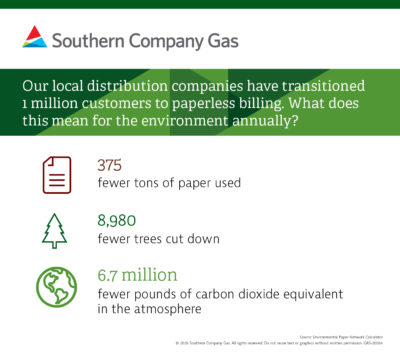 Southern Company Gas
Our local distribution companies have transitioned
1 million customers to paperless billing. What does
this mean for the environment annually?
375
fewer tons of paper used
8,980
fewer trees cut down
6.7 million
fewer pounds of carbon dioxide equivalent
in the atmosphere
Source: Environmental Paper Network Calculator
© 2020 Southern Company Gas. All rights reserved. Do not reuse text or graphics without written permission.